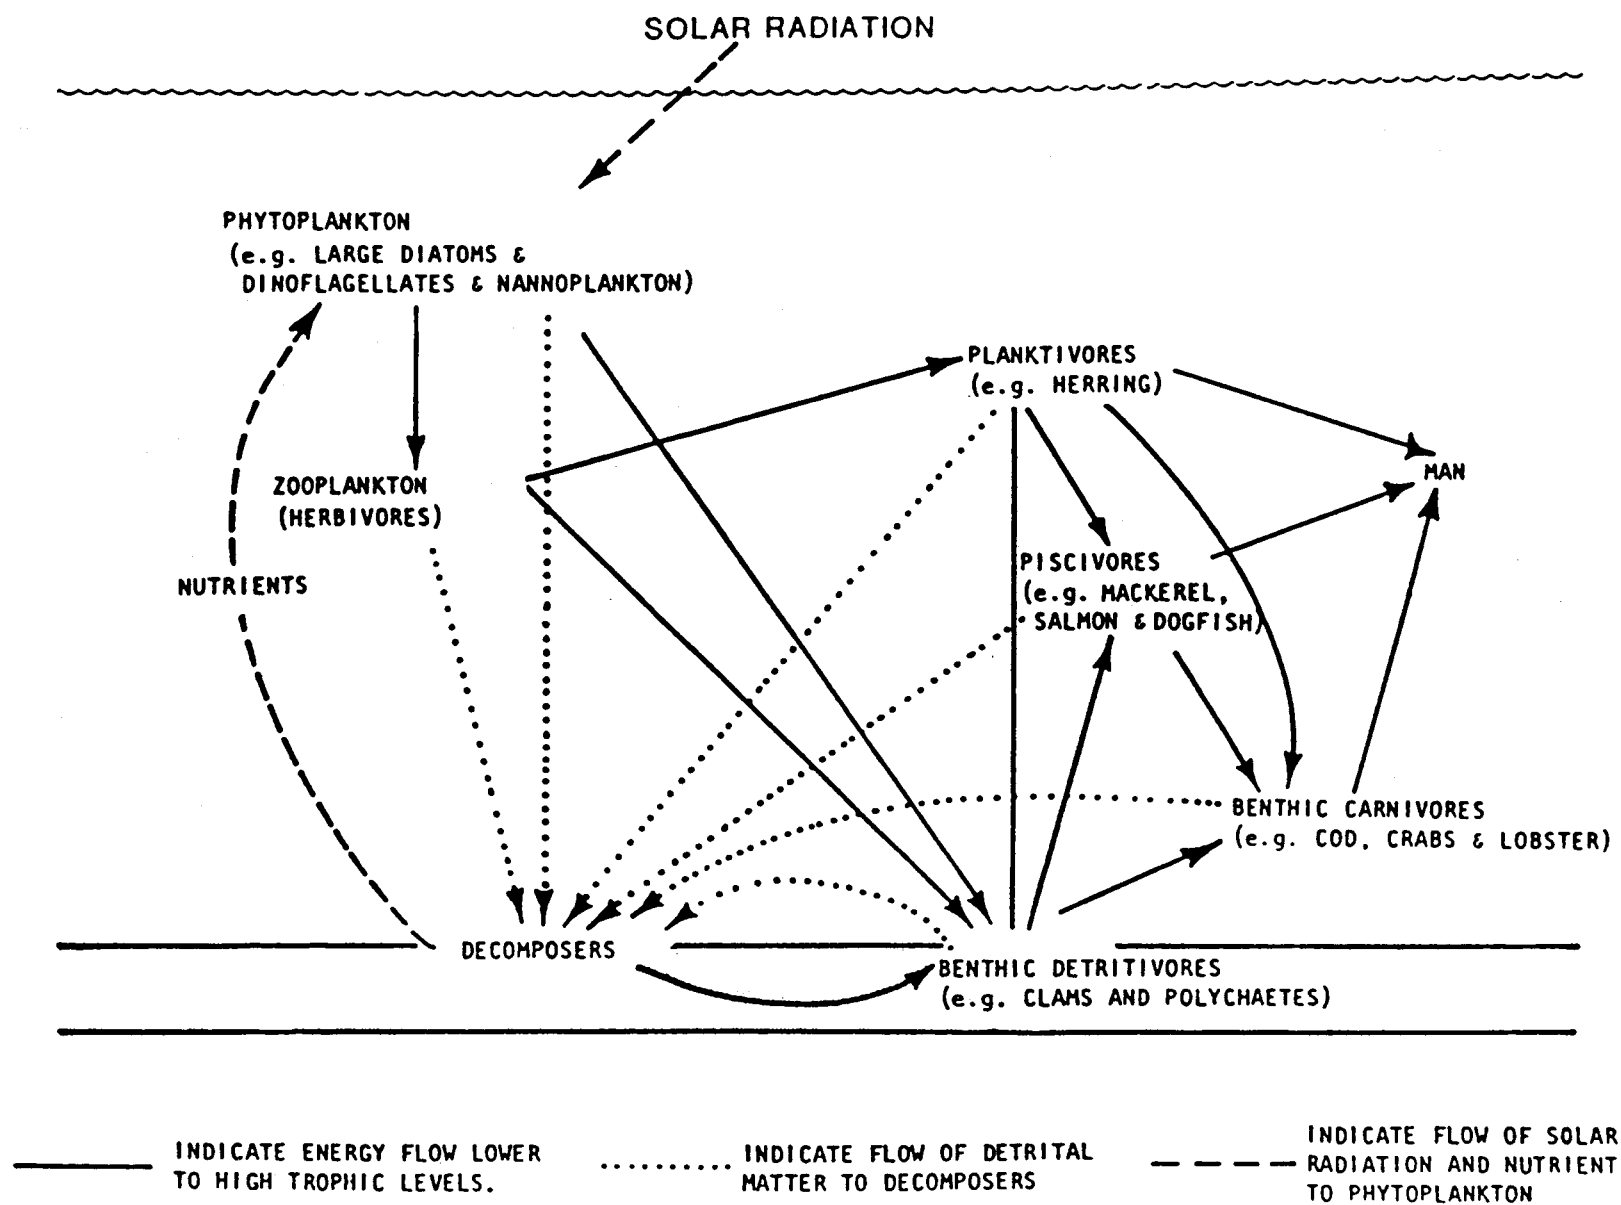 SOLAR RADIATION
PHYTOPLANKTON
(e.g. LARGE DIATOMS &
DINOFLAGELLATES & NANNOPLANKTON)
PLANKTIVORES
(e.g. HERRING)
MAN
ZOOPLANKTON
(HERBIVORES)
PISCIVORES
(e.g. MACKEREL,
SALMON & DOGFISH)
NUTRIENTS
BENTHIC CARNIVORES
(e.g. COD, CRABS & LOBSTER)
DECOMPOSERS
BENTHIC DETRITIVORES
(e.g. CLAMS AND POLYCHAETES)
INDICATE ENERGY FLOW LOWER
TO HIGH TROPHIC LEVELS.
INDICATE FLOW OF DETRITAL
MATTER TO DECOMPOSERS
INDICATE FLOW OF SOLAR
RADIATION AND NUTRIENT
TO PHYTOPLANKTON